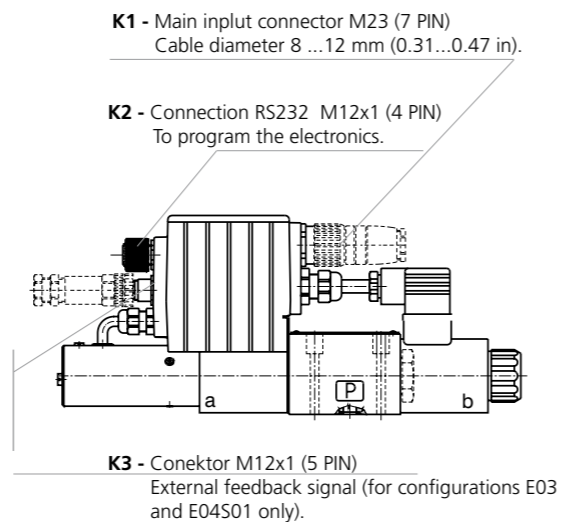 K1 - Main inplut connector M23 (7 PIN)
Cable diameter 8 ...12 mm (0.31...0.47 in).
K2 - Connection RS232 M12x1 (4 PIN)
To program the electronics.
a
P
b
K3 - Conektor M12x1 (5 PIN)
External feedback signal (for configurations E03
and E04S01 only).